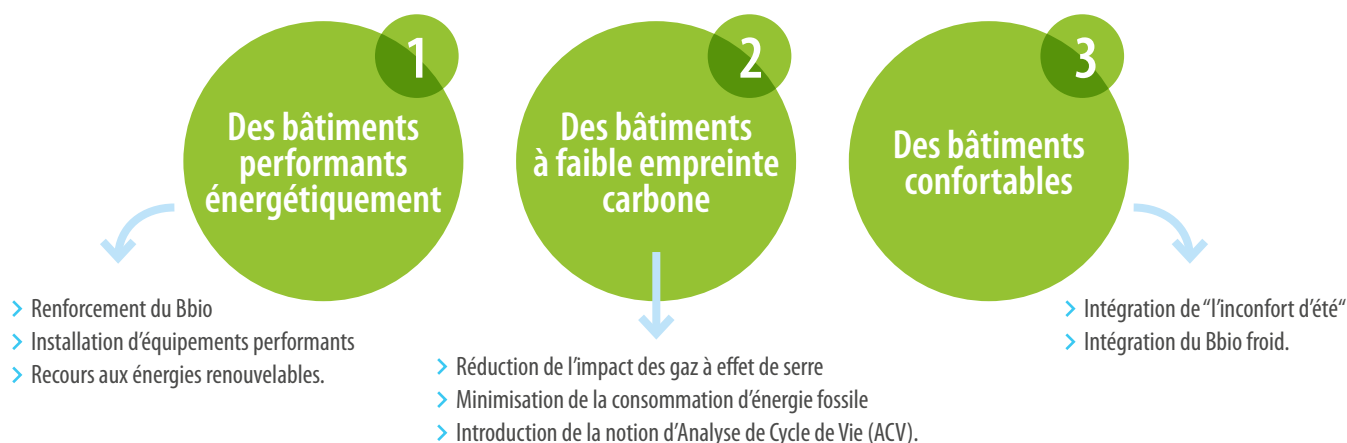 1
Des bâtiments
performants
énergétiquement
> Renforcement du Bbio
> Installation d’équipements performants
> Recours aux énergies renouvelables.
2
Des bâtiments
à faible empreinte
carbone
> Réduction de l’impact des gaz à effet de serre
> Minimisation de la consommation d’énergie fossile
> Introduction de la notion d’Analyse de Cycle de Vie (ACV).
3
Des bâtiments
confortables
> Intégration de “l’inconfort d’été“
> Intégration du Bbio froid.